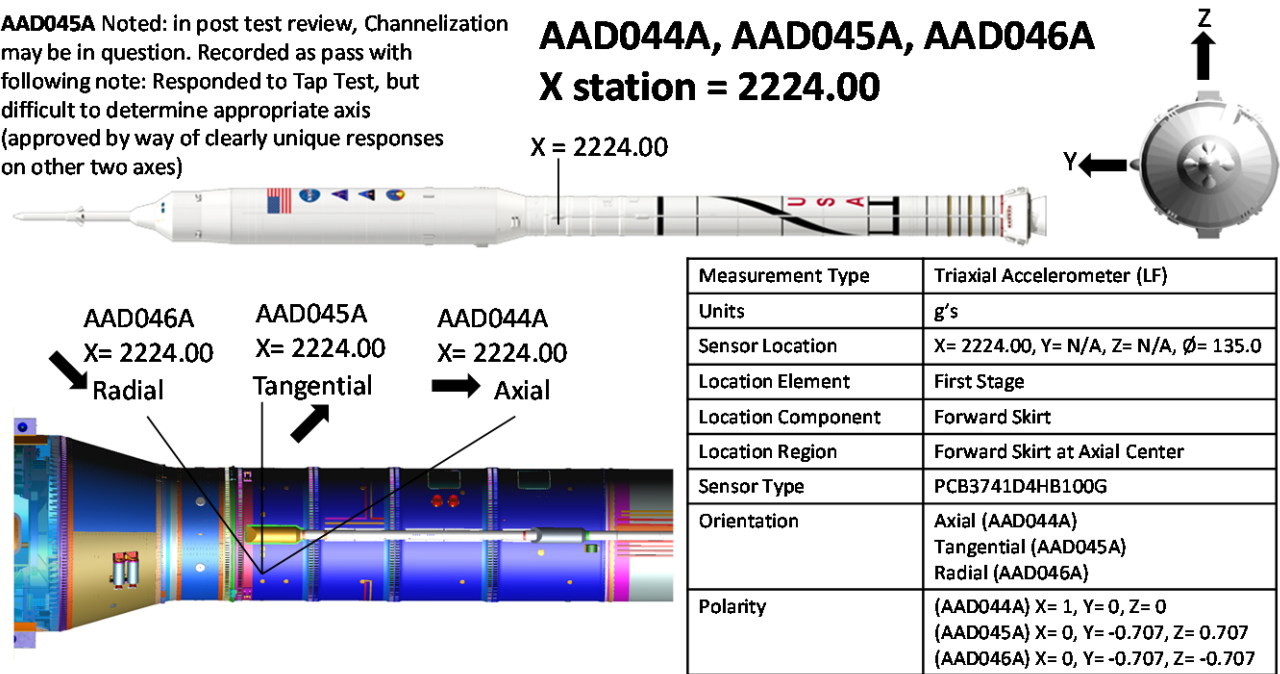 AAD045A Noted: in post test review, Channelization
may be in question. Recorded as pass with
following note: Responded to Tap Test, but
difficult to determine appropriate axis
(approved by way of clearly unique responses
on other two axes)
AAD044A, AAD045A, AAD046A
X station = 2224.00
X = 2224.00
Z
Y
U S A
AAD046A
X= 2224.00
Radial
AAD045A
X= 2224.00
Tangential
AAD044A
X= 2224.00
Axial
Measurement Type Triaxial Accelerometer (LF)
Units g’s
Sensor Location X= 2224.00, Y= N/A, Z= N/A, Ø= 135.0
Location Element First Stage
Location Component Forward Skirt
Location Region Forward Skirt at Axial Center
Sensor Type PCB3741D4HB100G
Orientation Axial (AAD044A)
Tangential (AAD045A)
Radial (AAD046A)
Polarity (AAD044A) X= 1, Y= 0, Z= 0
(AAD045A) X= 0, Y= -0.707, Z= 0.707
(AAD046A) X= 0, Y= -0.707, Z= -0.707